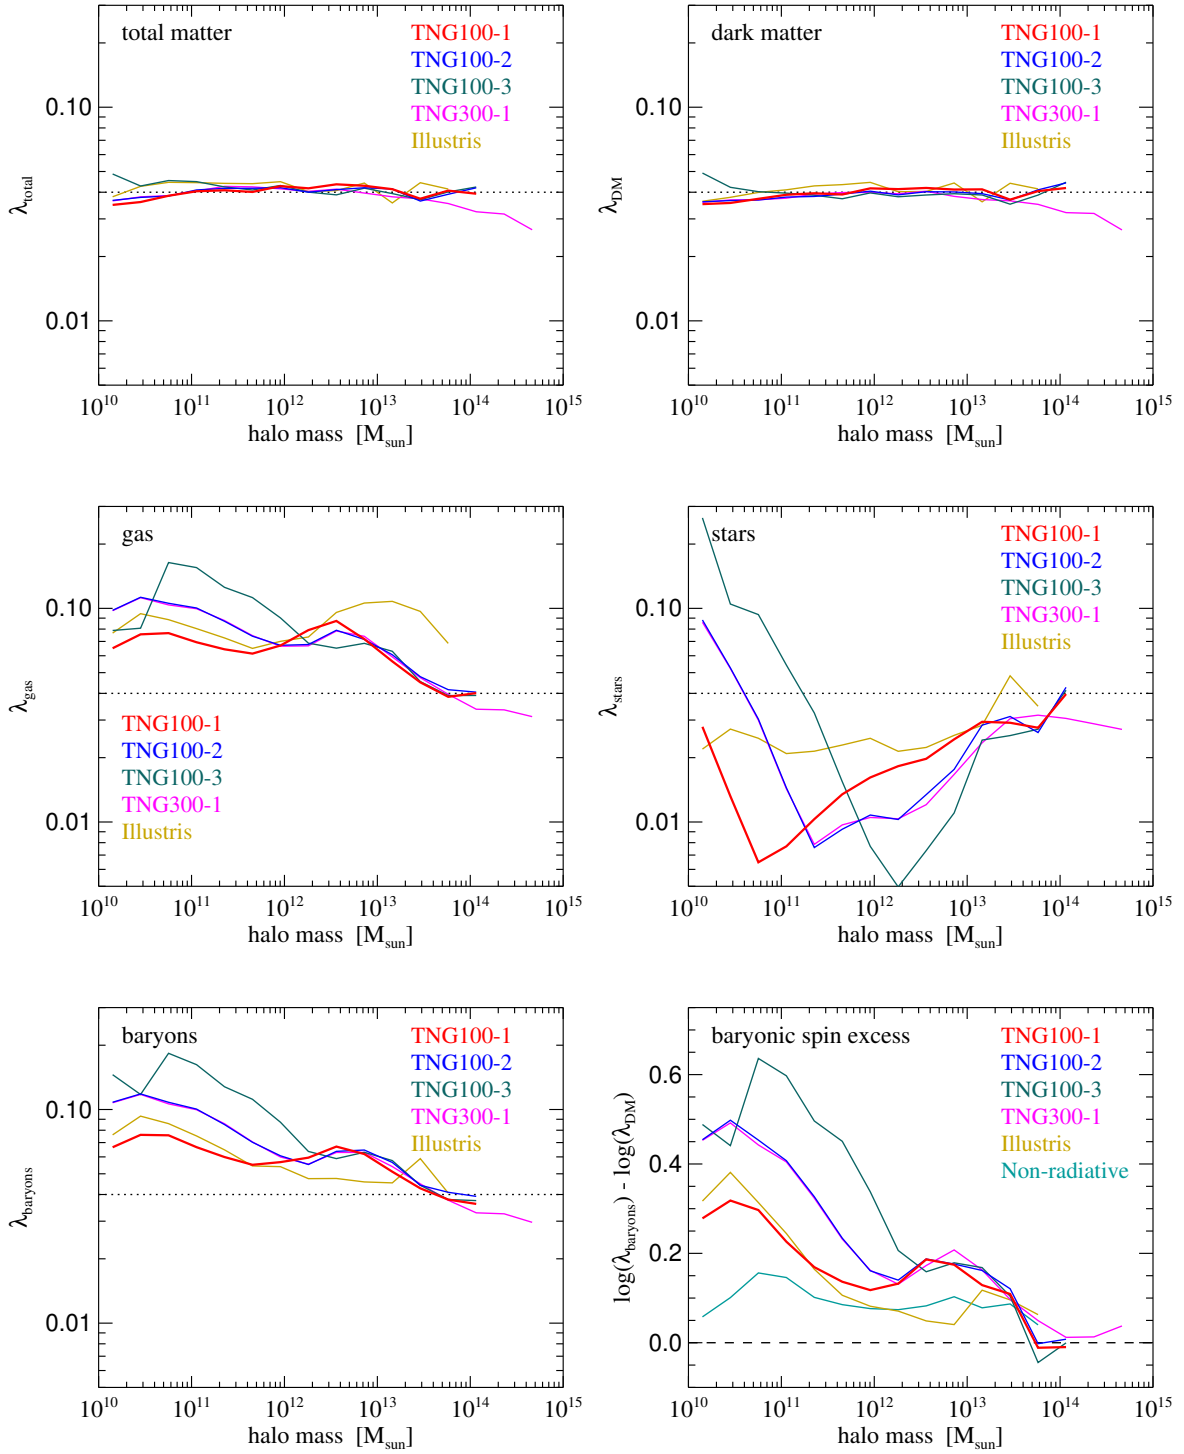 total matter
TNG100-1
TNG100-2
TNG100-3
TNG300-1
Illustris
0.10
0.01
λtotal
10^10 10^11 10^12 10^13 10^14 10^15
halo mass [M_sun]
dark matter
TNG100-1
TNG100-2
TNG100-3
TNG300-1
Illustris
0.10
0.01
λDM
10^10 10^11 10^12 10^13 10^14 10^15
halo mass [M_sun]
gas
0.10
0.01
λgas
TNG100-1
TNG100-2
TNG100-3
TNG300-1
Illustris
10^10 10^11 10^12 10^13 10^14 10^15
halo mass [M_sun]
stars
TNG100-1
TNG100-2
TNG100-3
TNG300-1
Illustris
0.10
0.01
λstars
10^10 10^11 10^12 10^13 10^14 10^15
halo mass [M_sun]
baryons
TNG100-1
TNG100-2
TNG100-3
TNG300-1
Illustris
0.10
0.01
λbaryons
10^10 10^11 10^12 10^13 10^14 10^15
halo mass [M_sun]
baryonic spin excess
TNG100-1
TNG100-2
TNG100-3
TNG300-1
Illustris
Non-radiative
0.6
0.4
0.2
0.0
log(λbaryons) - log(λDM)
10^10 10^11 10^12 10^13 10^14 10^15
halo mass [M_sun]